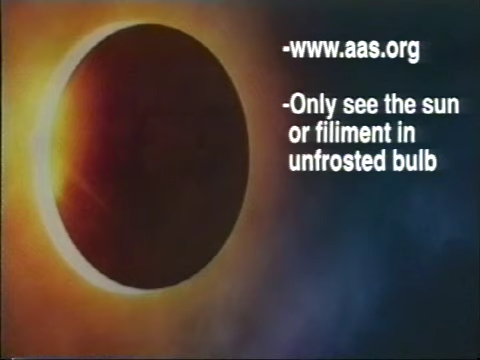 -www.aas.org
-Only see the sun
or filiment in
unfrosted bulb